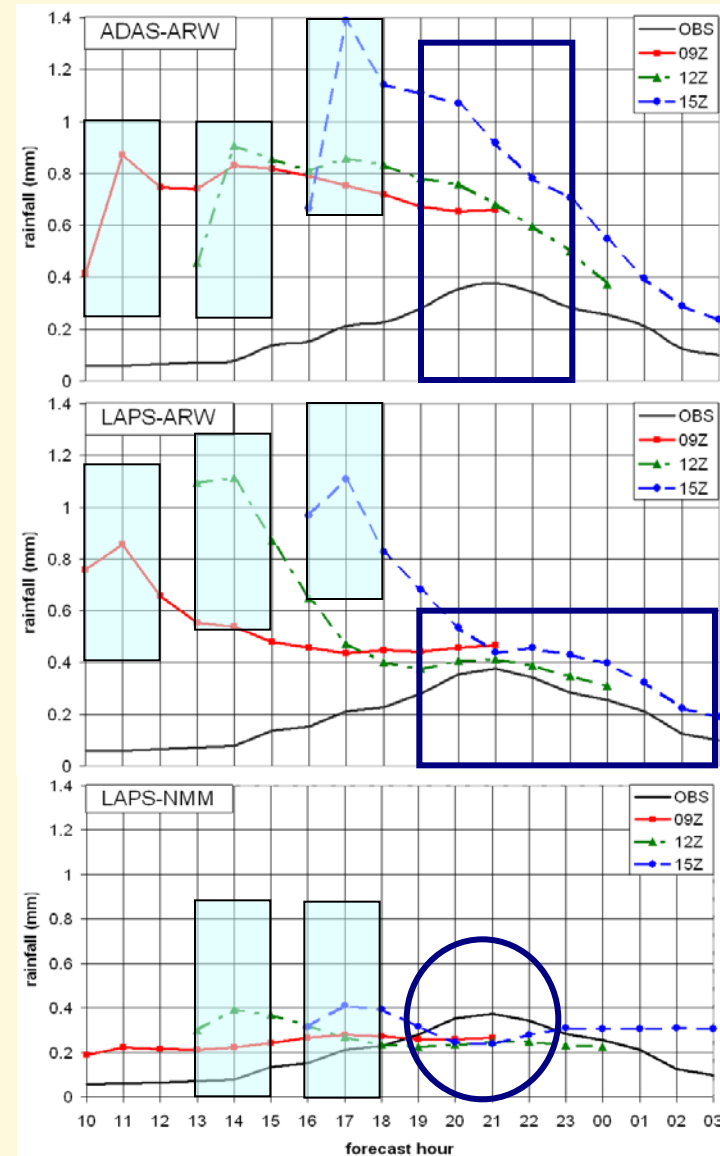 ADAS-ARW
OBS
09Z
12Z
15Z
1.4
1.2
1
0.8
0.6
0.4
0.2
0
rainfall (mm)
LAPS-ARW
OBS
09Z
12Z
15Z
1.4
1.2
1
0.8
0.6
0.4
0.2
0
rainfall (mm)
LAPS-NMM
OBS
09Z
12Z
15Z
1.4
1.2
1
0.8
0.6
0.4
0.2
0
rainfall (mm)
10 11 12 13 14 15 16 17 18 19 20 21 22 23 00 01 02 03
forecast hour